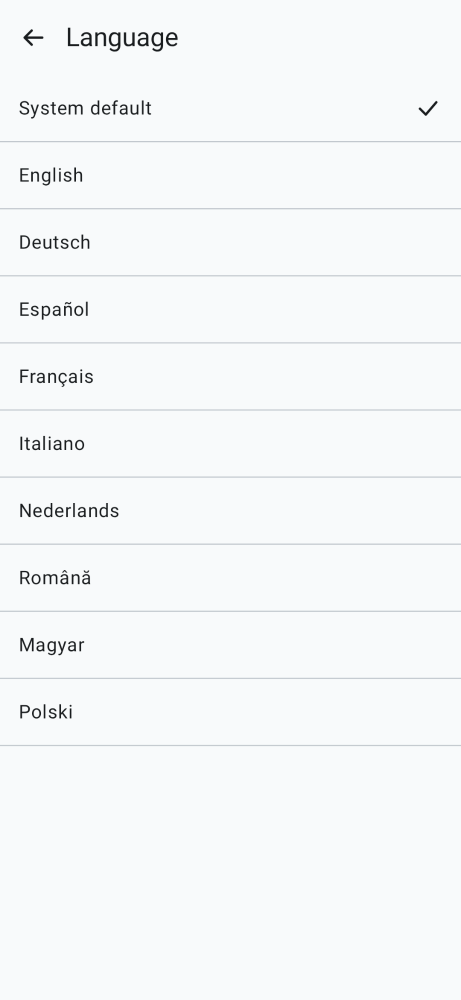 Language
System default
English
Deutsch
Español
Français
Italiano
Nederlands
Română
Magyar
Polski